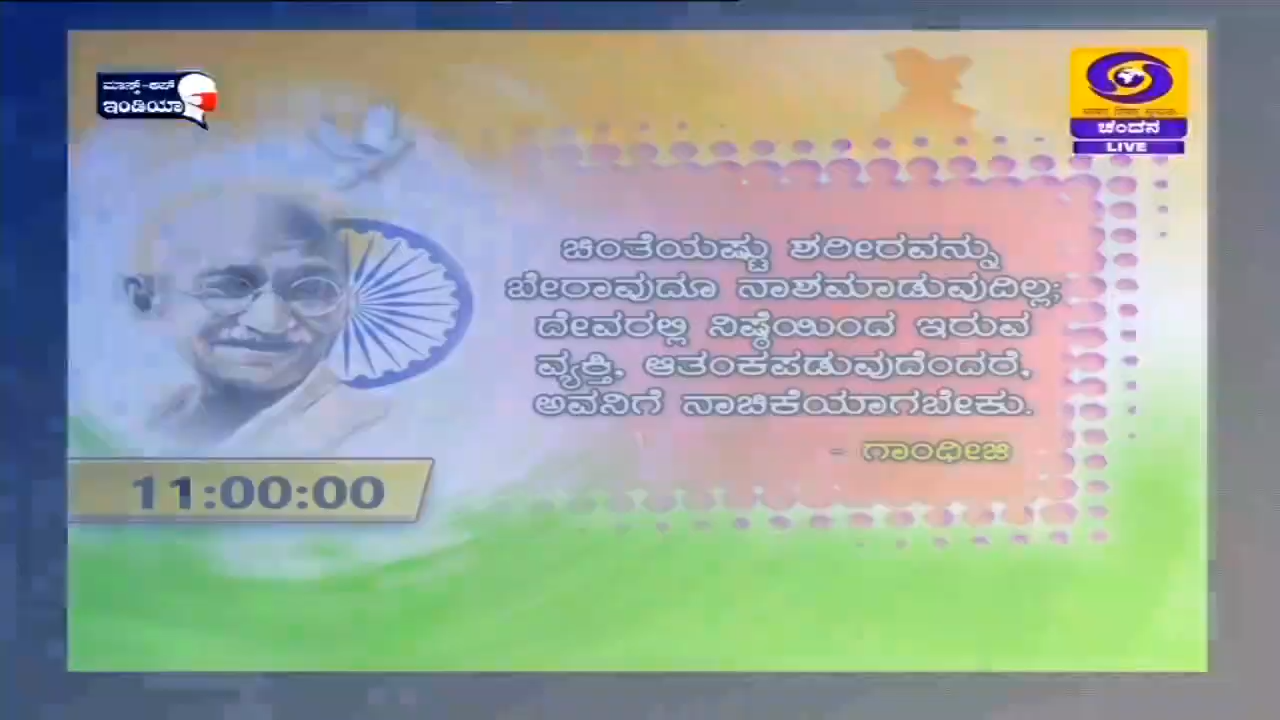 ಮಾಸ್ಕ್-ಅಪ್
ಇಂಡಿಯಾ
ಚಂದನ
LIVE
ಚಿಂತೆಯಷ್ಟು ಶರೀರವನ್ನು
ಬೇರಾವುದೂ ನಾಶಮಾಡುವುದಿಲ್ಲ;
ದೇವರಲ್ಲಿ ನಿಷ್ಠೆಯಿಂದ ಇರುವ
ವ್ಯಕ್ತಿ, ಆತಂಕಪಡುವುದೆಂದರೆ,
ಅವನಿಗೆ ನಾಚಿಕೆಯಾಗಬೇಕು.
- ಗಾಂಧೀಜಿ
11:00:00